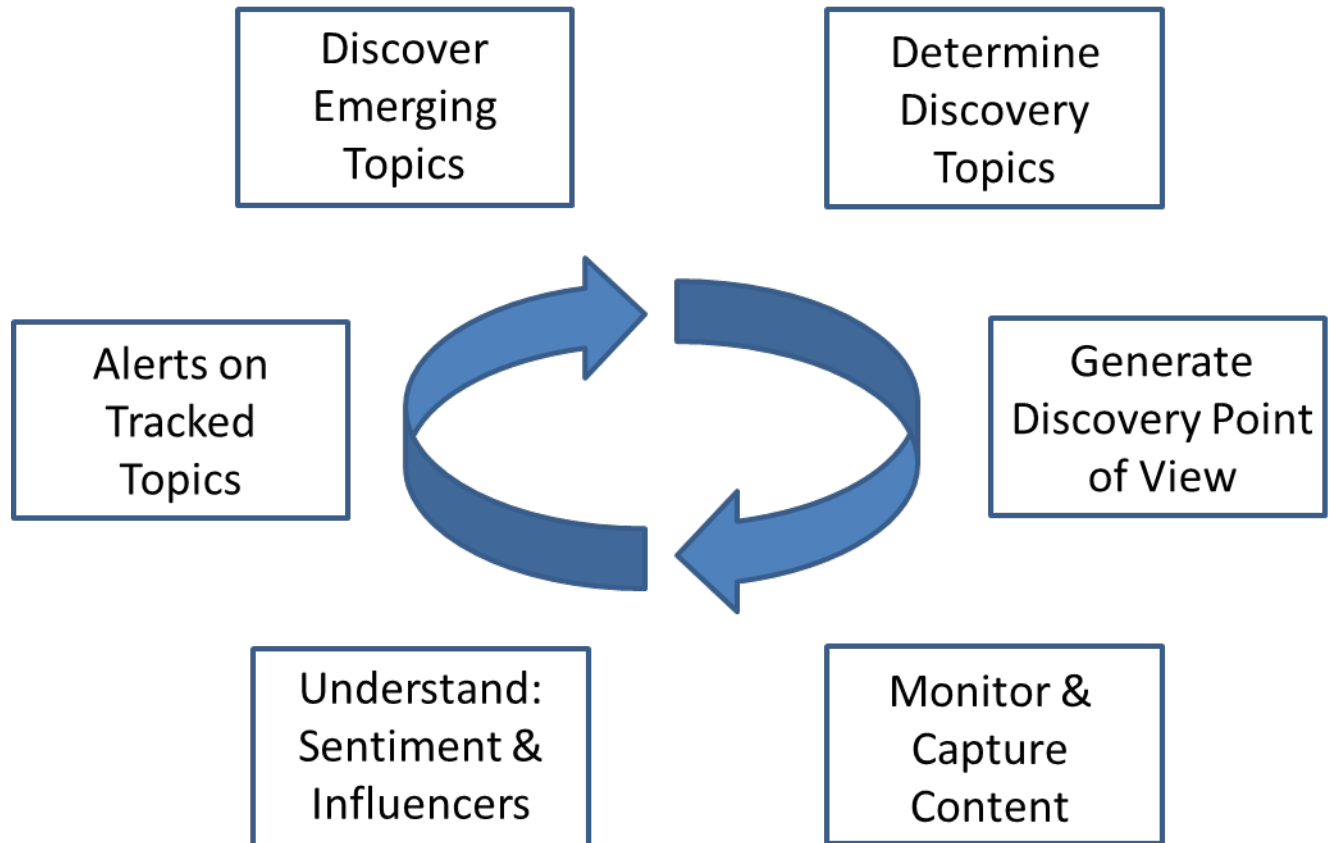 Discover
Emerging
Topics
Determine
Discovery
Topics
Alerts on
Tracked
Topics
Generate
Discovery Point
of View
Understand:
Sentiment &
Influencers
Monitor &
Capture
Content